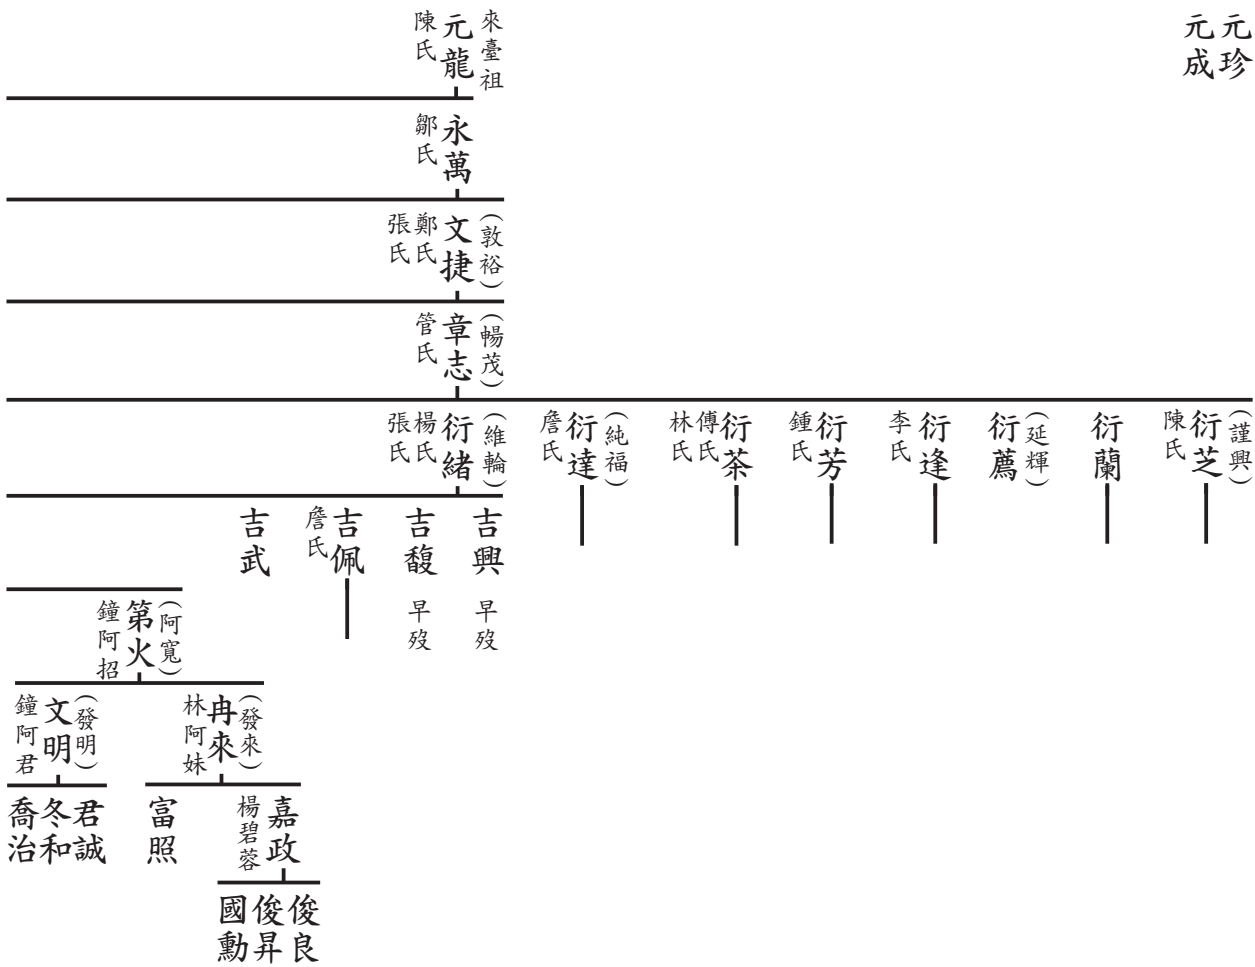 元珍
元成
來臺祖
元龍
陳氏
永萬
鄒氏
(敦裕)
文捷
鄭氏
張氏
(暢茂)
章志
管氏
(謹興)
衍芝
陳氏
衍蘭
(延輝)
衍薦
衍逢
李氏
衍芳
鍾氏
衍茶
傅氏
林氏
(純福)
衍達
詹氏
(維輪)
衍緒
楊氏
張氏
吉興
早歿
吉馥
早歿
吉佩
詹氏
吉武
(阿寬)
第火
鐘阿招
(發來)
冉來
林阿妹
(發明)
文明
鐘阿君
嘉政
楊碧蓉
富照
君誠
冬和
喬治
俊良
俊昇
國勳